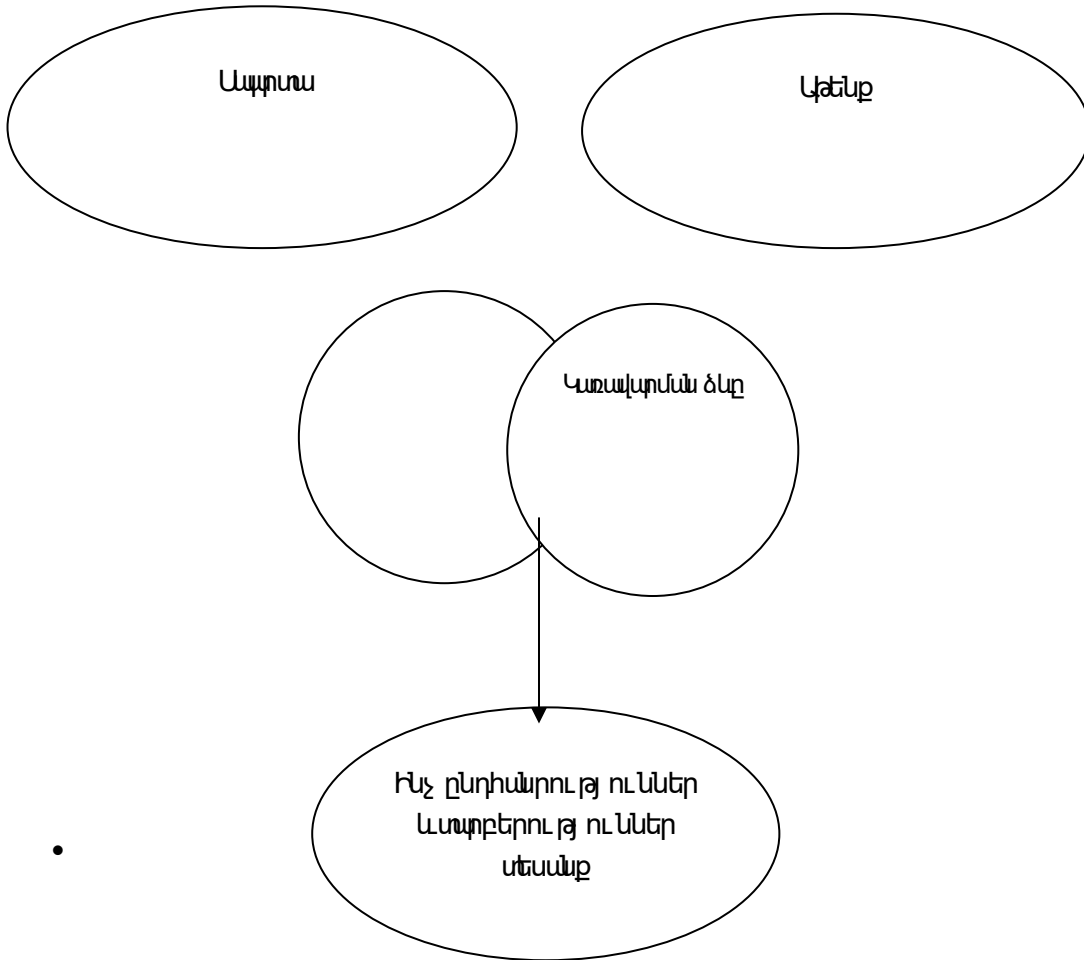 Սպարտա
Աթենք
Կառավարման ձևը
Ինչ ընդհանրություններ
և տարբերություններ
տեսանք